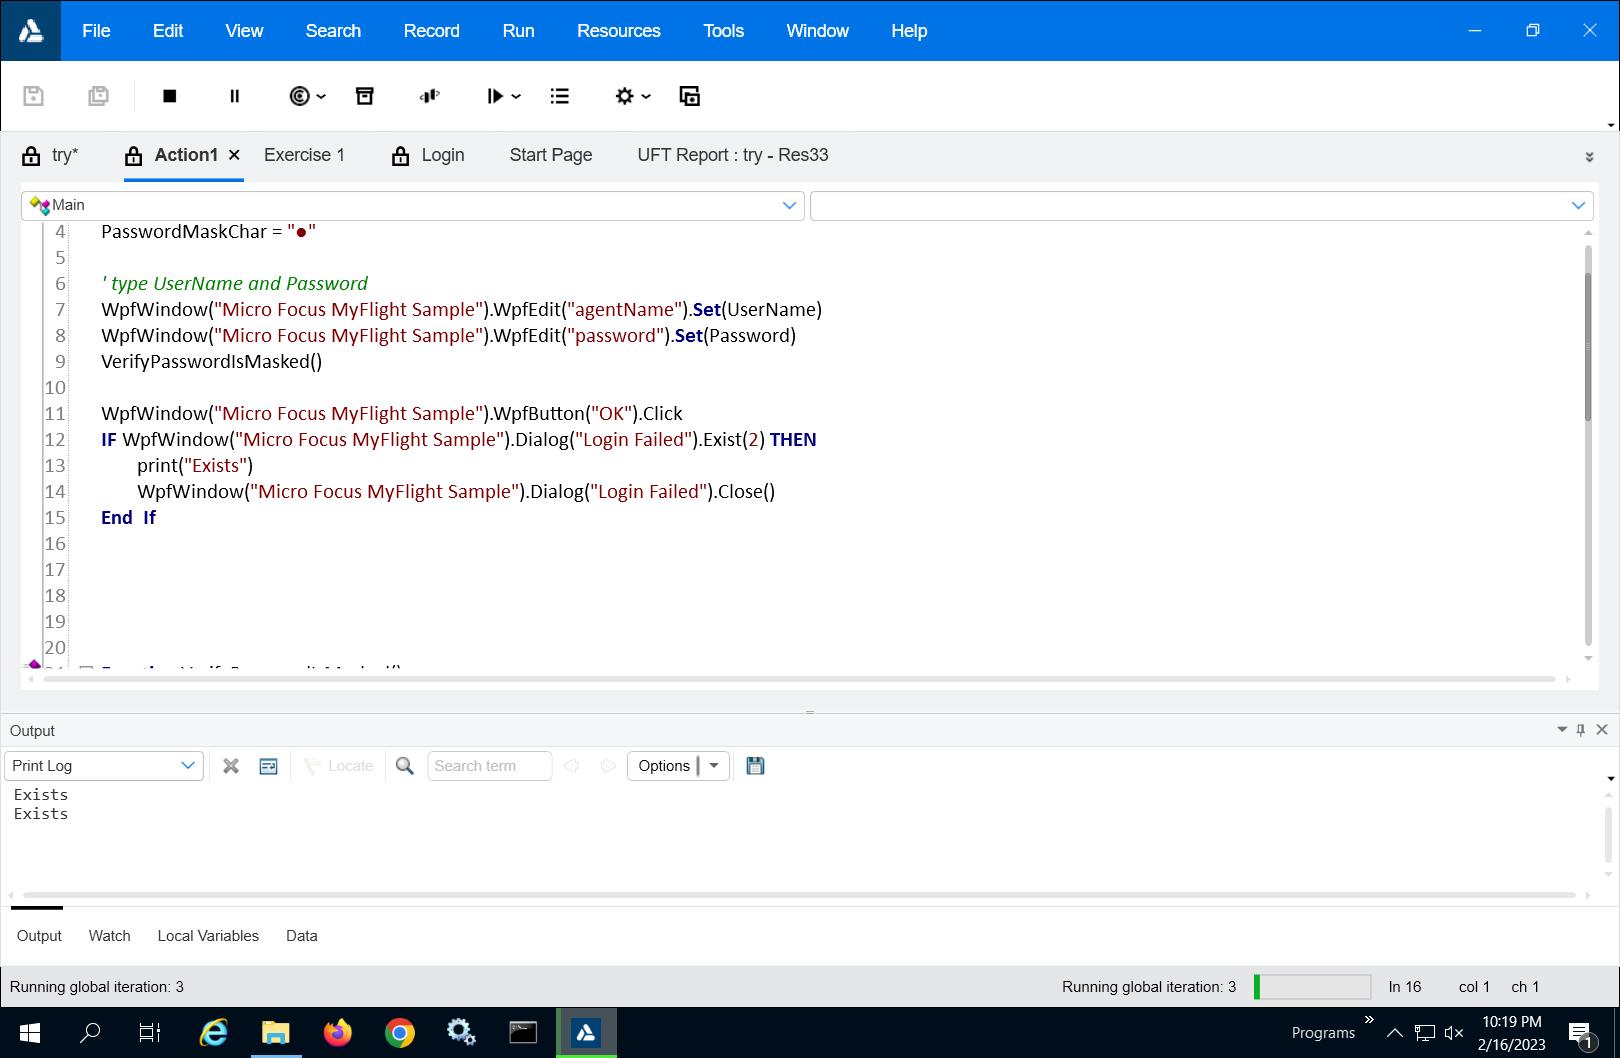 File Edit View Search Record Run Resources Tools Window Help
try* Action1 Exercise 1 Login Start Page UFT Report : try - Res33
Main
4 PasswordMaskChar = "●"
5
6 ' type UserName and Password
7 WpfWindow("Micro Focus MyFlight Sample").WpfEdit("agentName").Set(UserName)
8 WpfWindow("Micro Focus MyFlight Sample").WpfEdit("password").Set(Password)
9 VerifyPasswordIsMasked()
10
11 WpfWindow("Micro Focus MyFlight Sample").WpfButton("OK").Click
12 IF WpfWindow("Micro Focus MyFlight Sample").Dialog("Login Failed").Exist(2) THEN
13 print("Exists")
14 WpfWindow("Micro Focus MyFlight Sample").Dialog("Login Failed").Close()
15 End If
16
17
18
19
20
Output
Print Log Locate Search term Options
Exists
Exists
Output Watch Local Variables Data
Running global iteration: 3 Running global iteration: 3 ln 16 col 1 ch 1
Programs » 10:19 PM
2/16/2023 1